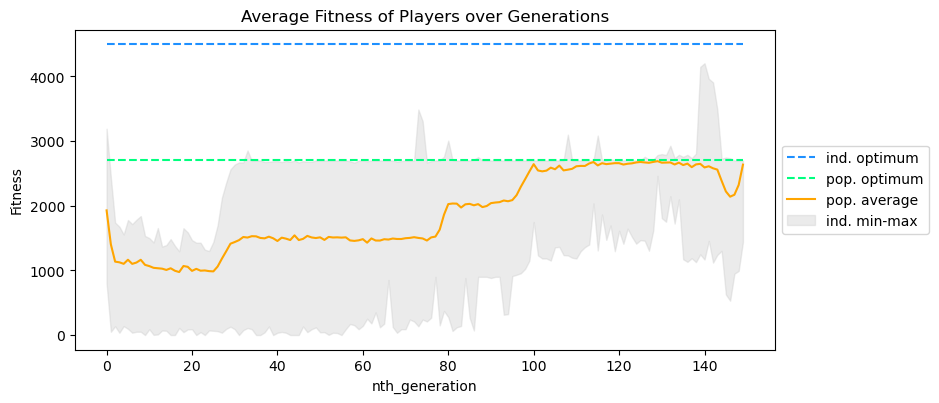 Average Fitness of Players over Generations
Fitness
4000
3000
2000
1000
0
0 20 40 60 80 100 120 140
nth_generation
ind. optimum
pop. optimum
pop. average
ind. min-max